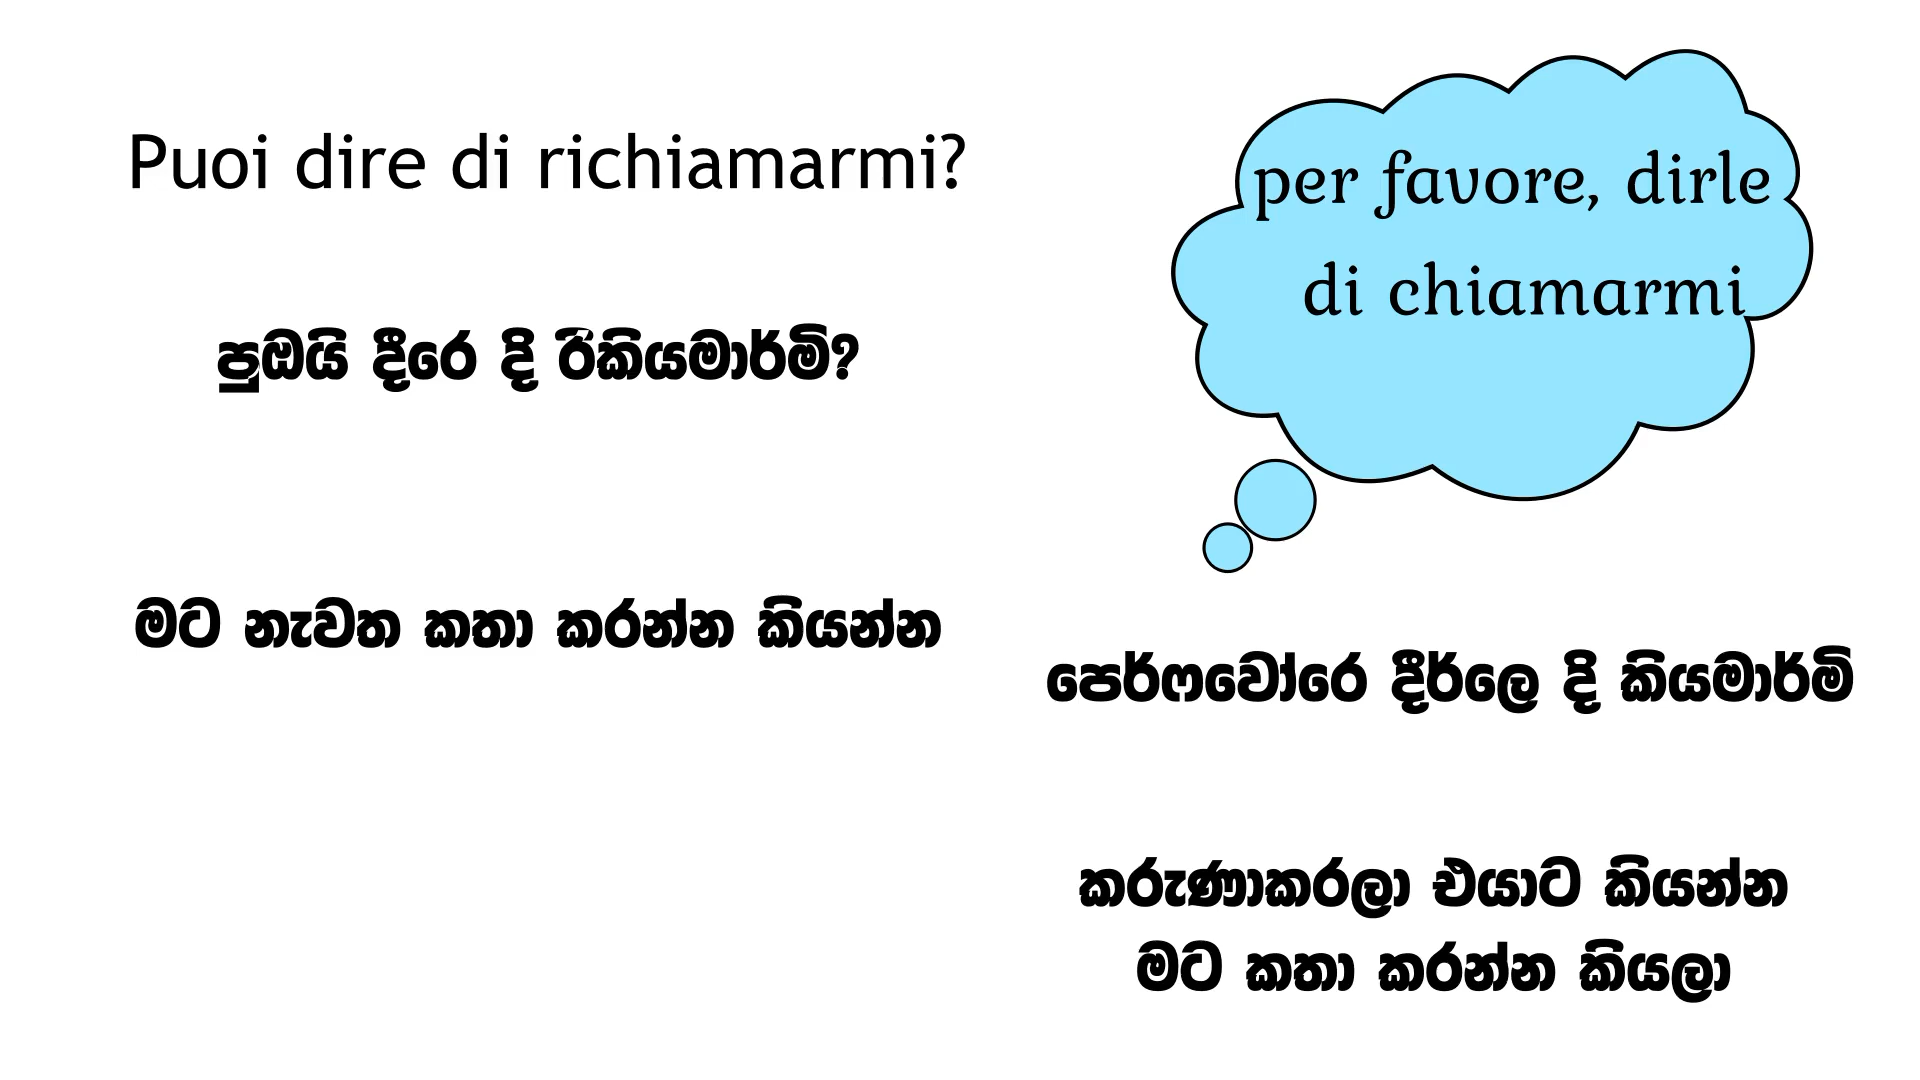 Puoi dire di richiamarmi?
පුඔයි දීරෙ දි රිකියමාර්මි?
මට නැවත කතා කරන්න කියන්න
per favore, dirle
di chiamarmi
පෙර්ෆවෝරෙ දීර්ලෙ දි කියමාර්මි
කරුණාකරලා එයාට කියන්න
මට කතා කරන්න කියලා